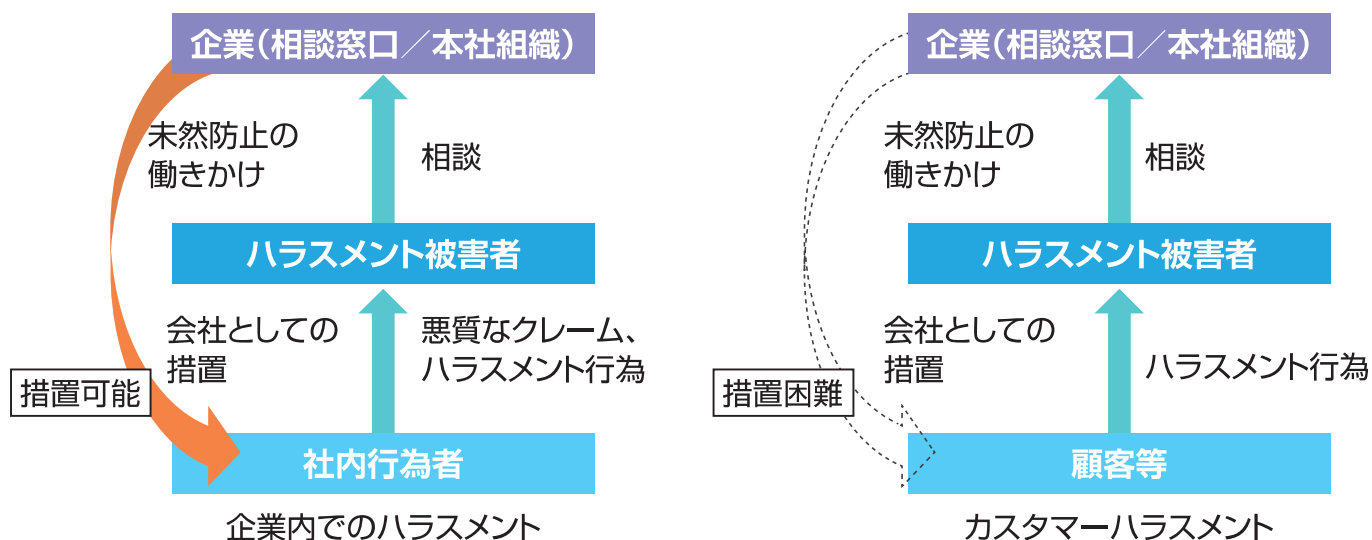 企業（相談窓口／本社組織）
未然防止の
働きかけ
相談
ハラスメント被害者
会社としての
措置
悪質なクレーム、
ハラスメント行為
措置可能
社内行為者
企業内でのハラスメント
企業（相談窓口／本社組織）
未然防止の
働きかけ
相談
ハラスメント被害者
会社としての
措置
ハラスメント行為
措置困難
顧客等
カスタマーハラスメント